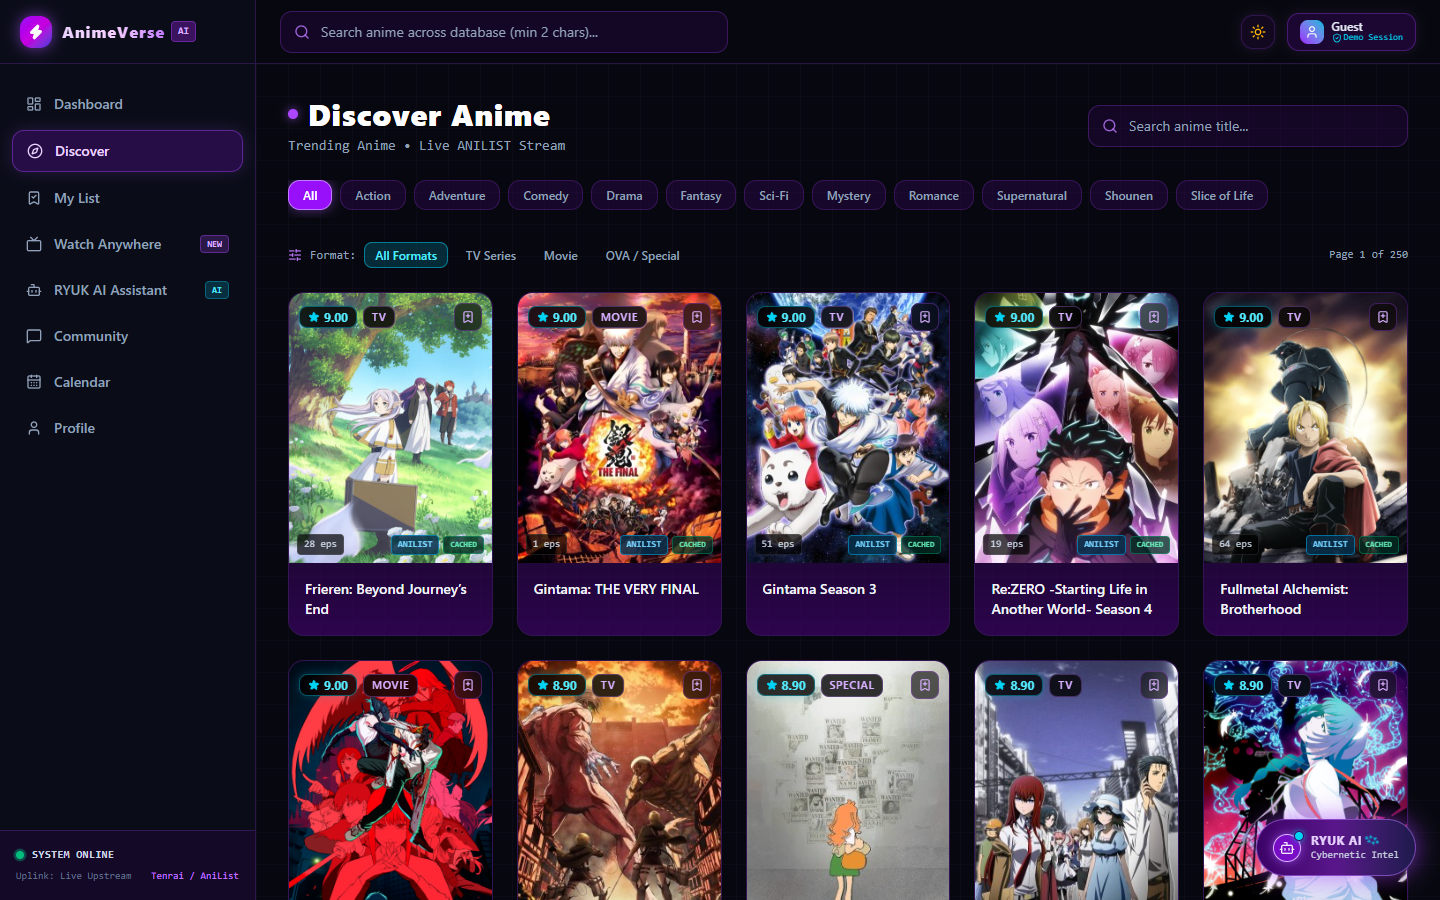 AnimeVerse AI
Search anime across database (min 2 chars)...
Guest
Demo Session
Dashboard
Discover
My List
Watch Anywhere NEW
RYUK AI Assistant AI
Community
Calendar
Profile
SYSTEM ONLINE
Uplink: Live Upstream Tenrai / AniList
Discover Anime
Trending Anime • Live ANILIST Stream
Search anime title...
All Action Adventure Comedy Drama Fantasy Sci-Fi Mystery Romance Supernatural Shounen Slice of Life
Format: All Formats TV Series Movie OVA / Special
Page 1 of 250
9.00 TV
28 eps ANILIST CACHED
Frieren: Beyond Journey's
End
9.00 MOVIE
THE FINAL
1 eps ANILIST CACHED
Gintama: THE VERY FINAL
9.00 TV
51 eps ANILIST CACHED
Gintama Season 3
9.00 TV
19 eps ANILIST CACHED
Re:ZERO -Starting Life in
Another World- Season 4
9.00 TV
64 eps ANILIST CACHED
Fullmetal Alchemist:
Brotherhood
9.00 MOVIE
8.90 TV
8.90 SPECIAL
WANTED
8.90 TV
8.90 TV
RYUK AI
Cybernetic Intel